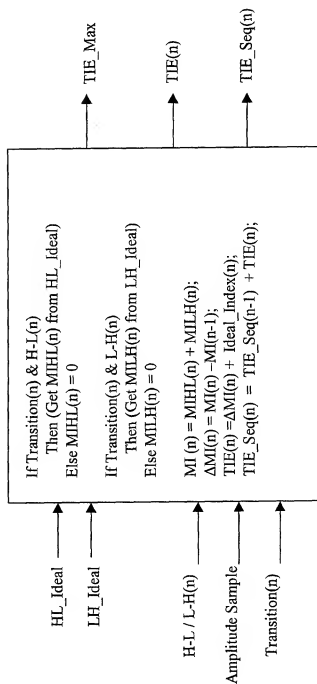 HL_Ideal
LH_Ideal
H-L / L-H(n)
Amplitude Sample
Transition(n)
If Transition(n) & H-L(n)
Then (Get MIHL(n) from HL_Ideal)
Else MIHL(n) = 0
If Transition(n) & L-H(n)
Then (Get MILH(n) from LH_Ideal)
Else MILH(n) = 0
MI (n) = MIHL(n) + MILH(n);
ΔMI(n) = MI(n) –MI(n-1);
TIE(n) =ΔMI(n) + Ideal_Index(n);
TIE_Seq(n) = TIE_Seq(n-1) + TIE(n);
TIE_Max
TIE(n)
TIE_Seq(n)